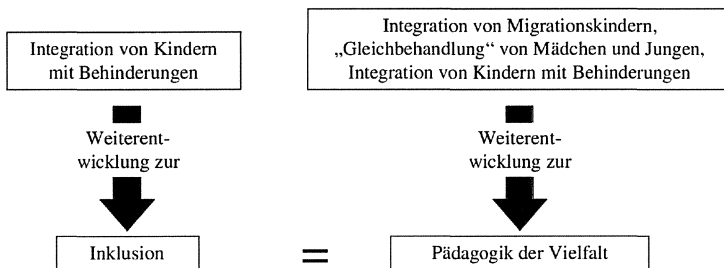 Integration von Kindern
mit Behinderungen
Integration von Migrationskindern,
„Gleichbehandlung“ von Mädchen und Jungen,
Integration von Kindern mit Behinderungen
Weiterent-
wicklung zur
Weiterent-
wicklung zur
Inklusion
=
Pädagogik der Vielfalt